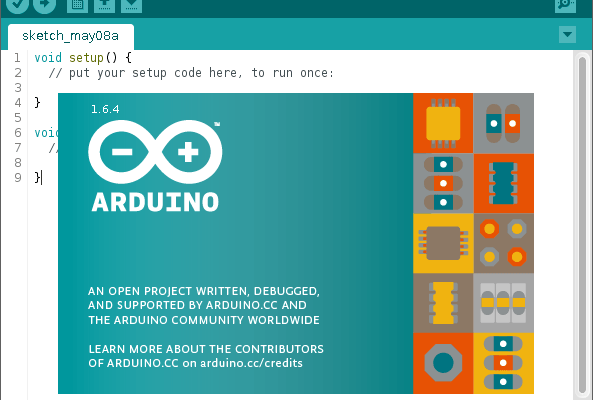 sketch_may08a
1 void setup() {
2 // put your setup code here, to run once:
3
4 }
5
6 void
7 //
8
9 }
1.6.4
ARDUINO
AN OPEN PROJECT WRITTEN, DEBUGGED,
AND SUPPORTED BY ARDUINO.CC AND
THE ARDUINO COMMUNITY WORLDWIDE
LEARN MORE ABOUT THE CONTRIBUTORS
OF ARDUINO.CC on arduino.cc/credits